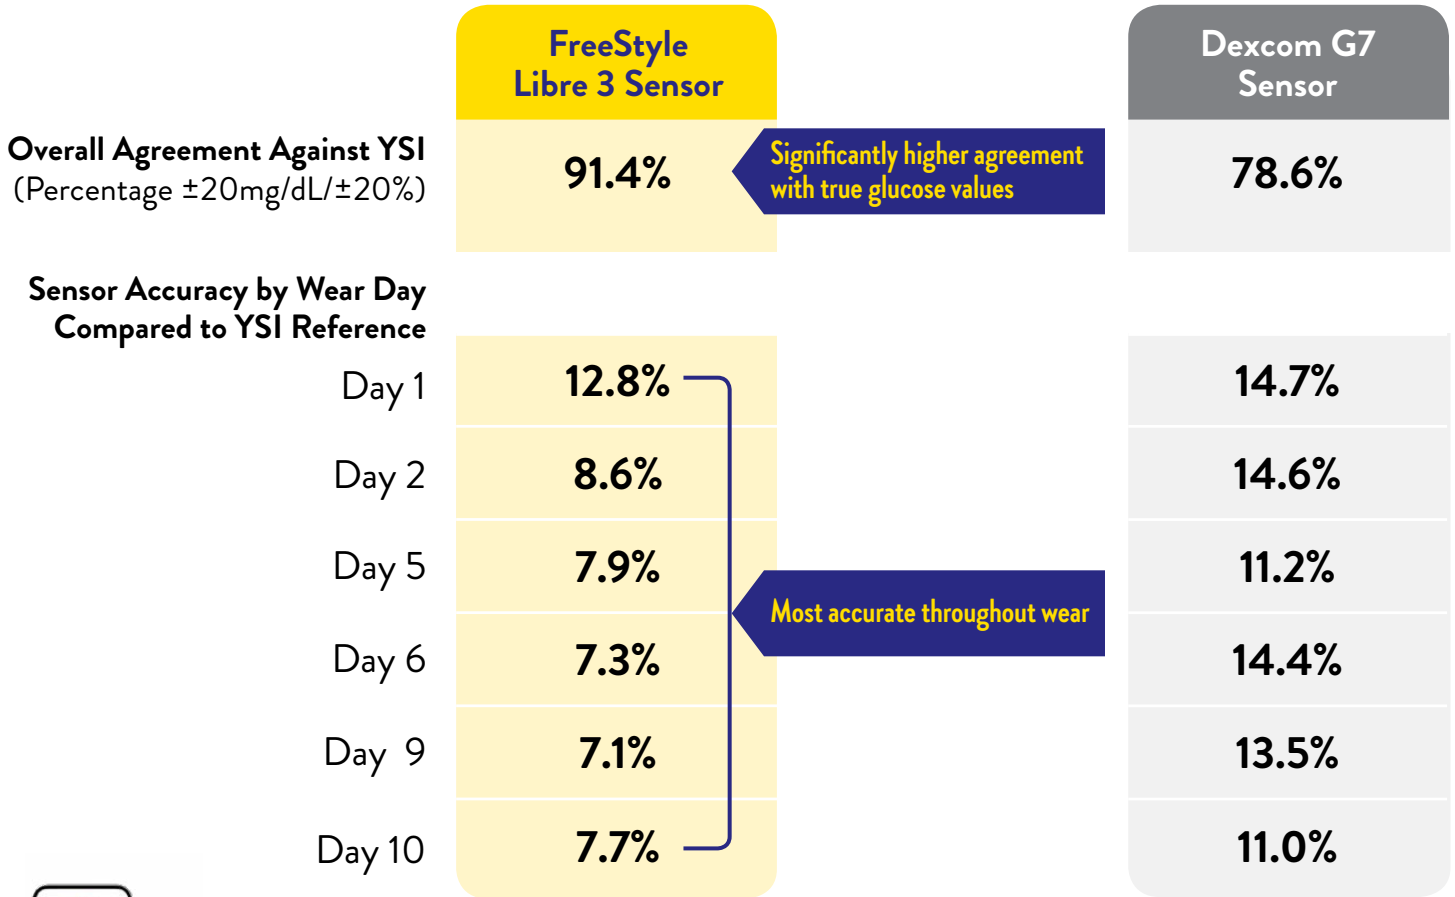 FreeStyle
Libre 3 Sensor
Dexcom G7
Sensor
Overall Agreement Against YSI
(Percentage ±20mg/dL/±20%)
91.4%
Significantly higher agreement
with true glucose values
78.6%
Sensor Accuracy by Wear Day
Compared to YSI Reference
Day 1
12.8%
14.7%
Day 2
8.6%
14.6%
Day 5
7.9%
11.2%
Most accurate throughout wear
Day 6
7.3%
14.4%
Day 9
7.1%
13.5%
Day 10
7.7%
11.0%